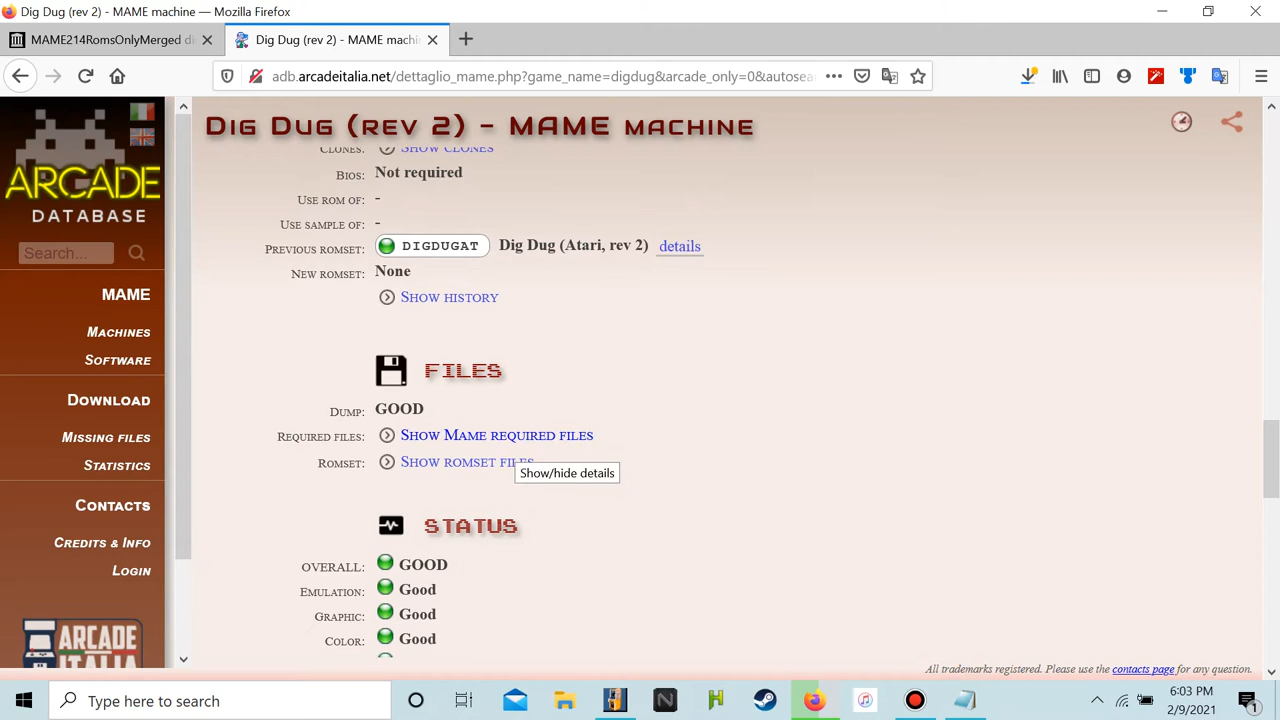 Dig Dug (rev 2) - MAME machine — Mozilla Firefox
MAME214RomsOnlyMerged di
Dig Dug (rev 2) - MAME machin
adb.arcadeitalia.net/dettaglio_mame.php?game_name=digdug&arcade_only=0&autosea
ARCADE
DATABASE
Search...
MAME
Machines
Software
Download
Missing files
Statistics
Contacts
Credits & Info
Login
ARCADE
ITALIA
Dig Dug (rev 2) - MAME machine
Clones: Show clones
Bios: Not required
Use rom of: -
Use sample of: -
Previous romset: DIGDUGAT Dig Dug (Atari, rev 2) details
New romset: None
Show history
FILES
Dump: GOOD
Required files: Show Mame required files
Romset: Show romset files
Show/hide details
STATUS
OVERALL: GOOD
Emulation: Good
Graphic: Good
Color: Good
All trademarks registered. Please use the contacts page for any question.
Type here to search
6:03 PM
2/9/2021
1